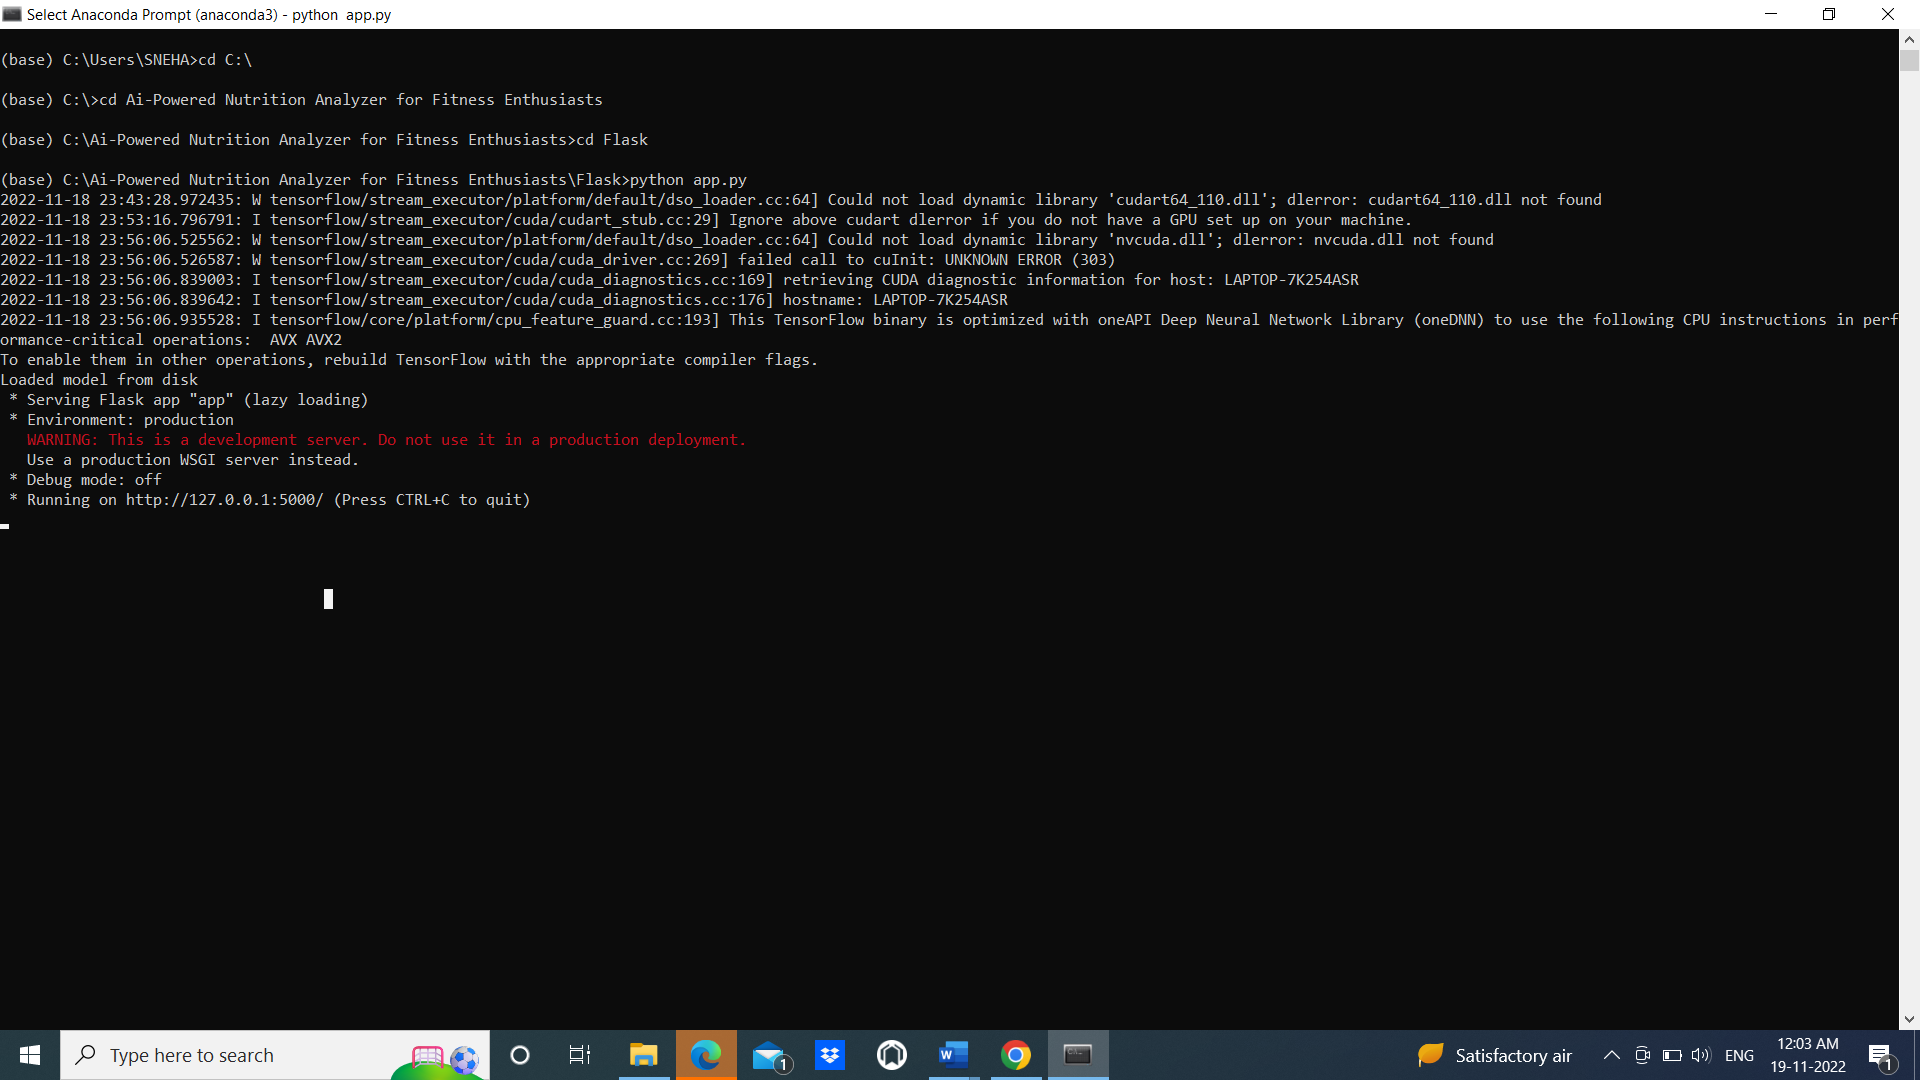 Select Anaconda Prompt (anaconda3) - python  app.py
(base) C:\Users\SNEHA>cd C:\
(base) C:\>cd Ai-Powered Nutrition Analyzer for Fitness Enthusiasts
(base) C:\Ai-Powered Nutrition Analyzer for Fitness Enthusiasts>cd Flask
(base) C:\Ai-Powered Nutrition Analyzer for Fitness Enthusiasts\Flask>python app.py
2022-11-18 23:43:28.972435: W tensorflow/stream_executor/platform/default/dso_loader.cc:64] Could not load dynamic library 'cudart64_110.dll'; dlerror: cudart64_110.dll not found
2022-11-18 23:53:16.796791: I tensorflow/stream_executor/cuda/cudart_stub.cc:29] Ignore above cudart dlerror if you do not have a GPU set up on your machine.
2022-11-18 23:56:06.525562: W tensorflow/stream_executor/platform/default/dso_loader.cc:64] Could not load dynamic library 'nvcuda.dll'; dlerror: nvcuda.dll not found
2022-11-18 23:56:06.526587: W tensorflow/stream_executor/cuda/cuda_driver.cc:269] failed call to cuInit: UNKNOWN ERROR (303)
2022-11-18 23:56:06.839003: I tensorflow/stream_executor/cuda/cuda_diagnostics.cc:169] retrieving CUDA diagnostic information for host: LAPTOP-7K254ASR
2022-11-18 23:56:06.839642: I tensorflow/stream_executor/cuda/cuda_diagnostics.cc:176] hostname: LAPTOP-7K254ASR
2022-11-18 23:56:06.935528: I tensorflow/core/platform/cpu_feature_guard.cc:193] This TensorFlow binary is optimized with oneAPI Deep Neural Network Library (oneDNN) to use the following CPU instructions in perf
ormance-critical operations:  AVX AVX2
To enable them in other operations, rebuild TensorFlow with the appropriate compiler flags.
Loaded model from disk
 * Serving Flask app "app" (lazy loading)
 * Environment: production
   WARNING: This is a development server. Do not use it in a production deployment.
   Use a production WSGI server instead.
 * Debug mode: off
 * Running on http://127.0.0.1:5000/ (Press CTRL+C to quit)
Type here to search
1
W
C:\
Satisfactory air
ENG
12:03 AM
19-11-2022
1